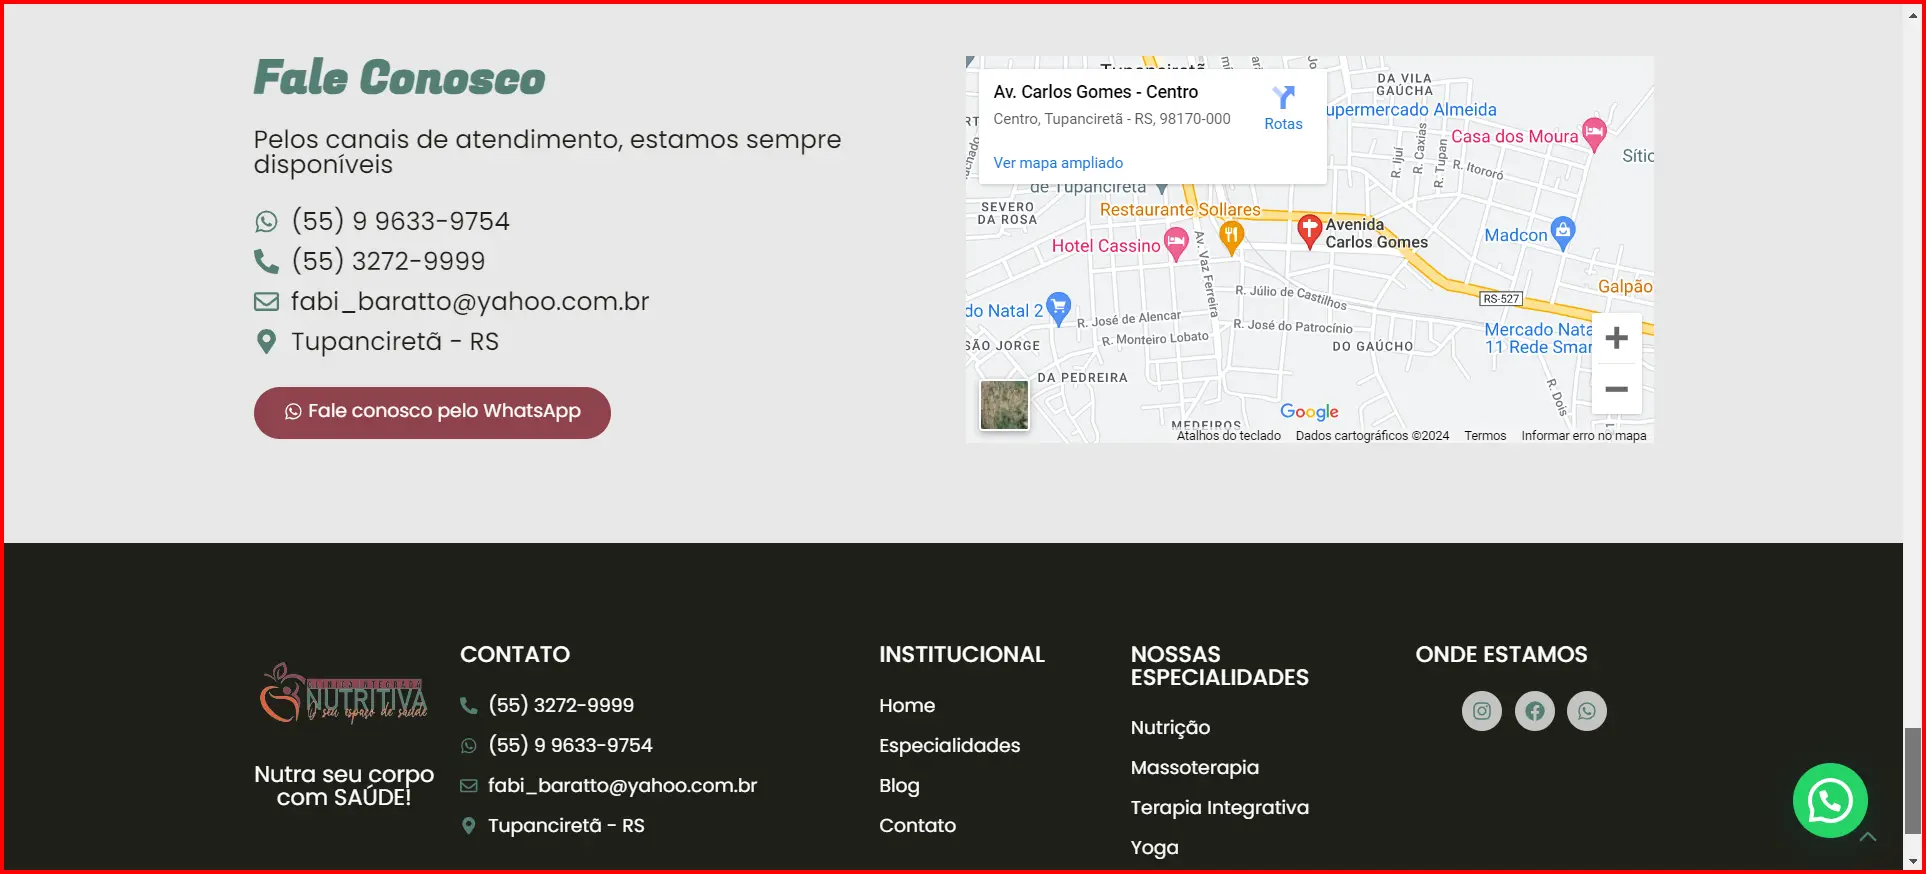 Fale Conosco
Pelos canais de atendimento, estamos sempre
disponíveis
(55) 9 9633-9754
(55) 3272-9999
fabi_baratto@yahoo.com.br
Tupanciretã - RS
Fale conosco pelo WhatsApp
Av. Carlos Gomes - Centro
Centro, Tupanciretã - RS, 98170-000
Rotas
Ver mapa ampliado
DA VILA
GAÚCHA
upermercado Almeida
Casa dos Moura
Sítio
R. Ijuí
R. Caxias
R. Tupan
R. Itororó
de Tupanciretã
SEVERO
DA ROSA
Restaurante Sollares
Hotel Cassino
Av. Vaz Ferreira
Avenida
Carlos Gomes
Madcon
Galpão
RS-527
do Natal 2
R. Júlio de Castilhos
R. José de Alencar
R. José do Patrocínio
R. Monteiro Lobato
SÃO JORGE
DO GAÚCHO
Mercado Nata
11 Rede Smar
DA PEDREIRA
R. Dois
MEDEIROS
Google
Atalhos do teclado
Dados cartográficos ©2024
Termos
Informar erro no mapa
CLÍNICA INTEGRADA
NUTRITIVA
O seu espaço de saúde
Nutra seu corpo
com SAÚDE!
CONTATO
(55) 3272-9999
(55) 9 9633-9754
fabi_baratto@yahoo.com.br
Tupanciretã - RS
INSTITUCIONAL
Home
Especialidades
Blog
Contato
NOSSAS
ESPECIALIDADES
Nutrição
Massoterapia
Terapia Integrativa
Yoga
ONDE ESTAMOS